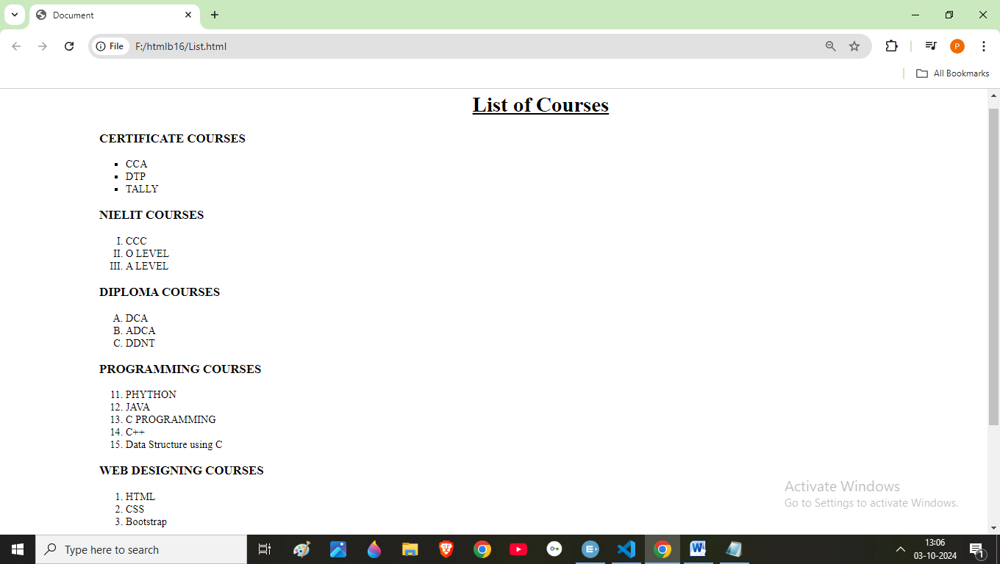 Document
File F:/htmlb16/List.html
P
All Bookmarks
List of Courses
CERTIFICATE COURSES
▪ CCA
▪ DTP
▪ TALLY
NIELIT COURSES
I. CCC
II. O LEVEL
III. A LEVEL
DIPLOMA COURSES
A. DCA
B. ADCA
C. DDNT
PROGRAMMING COURSES
11. PHYTHON
12. JAVA
13. C PROGRAMMING
14. C++
15. Data Structure using C
WEB DESIGNING COURSES
1. HTML
2. CSS
3. Bootstrap
Activate Windows
Go to Settings to activate Windows.
Type here to search
13:06
03-10-2024
1